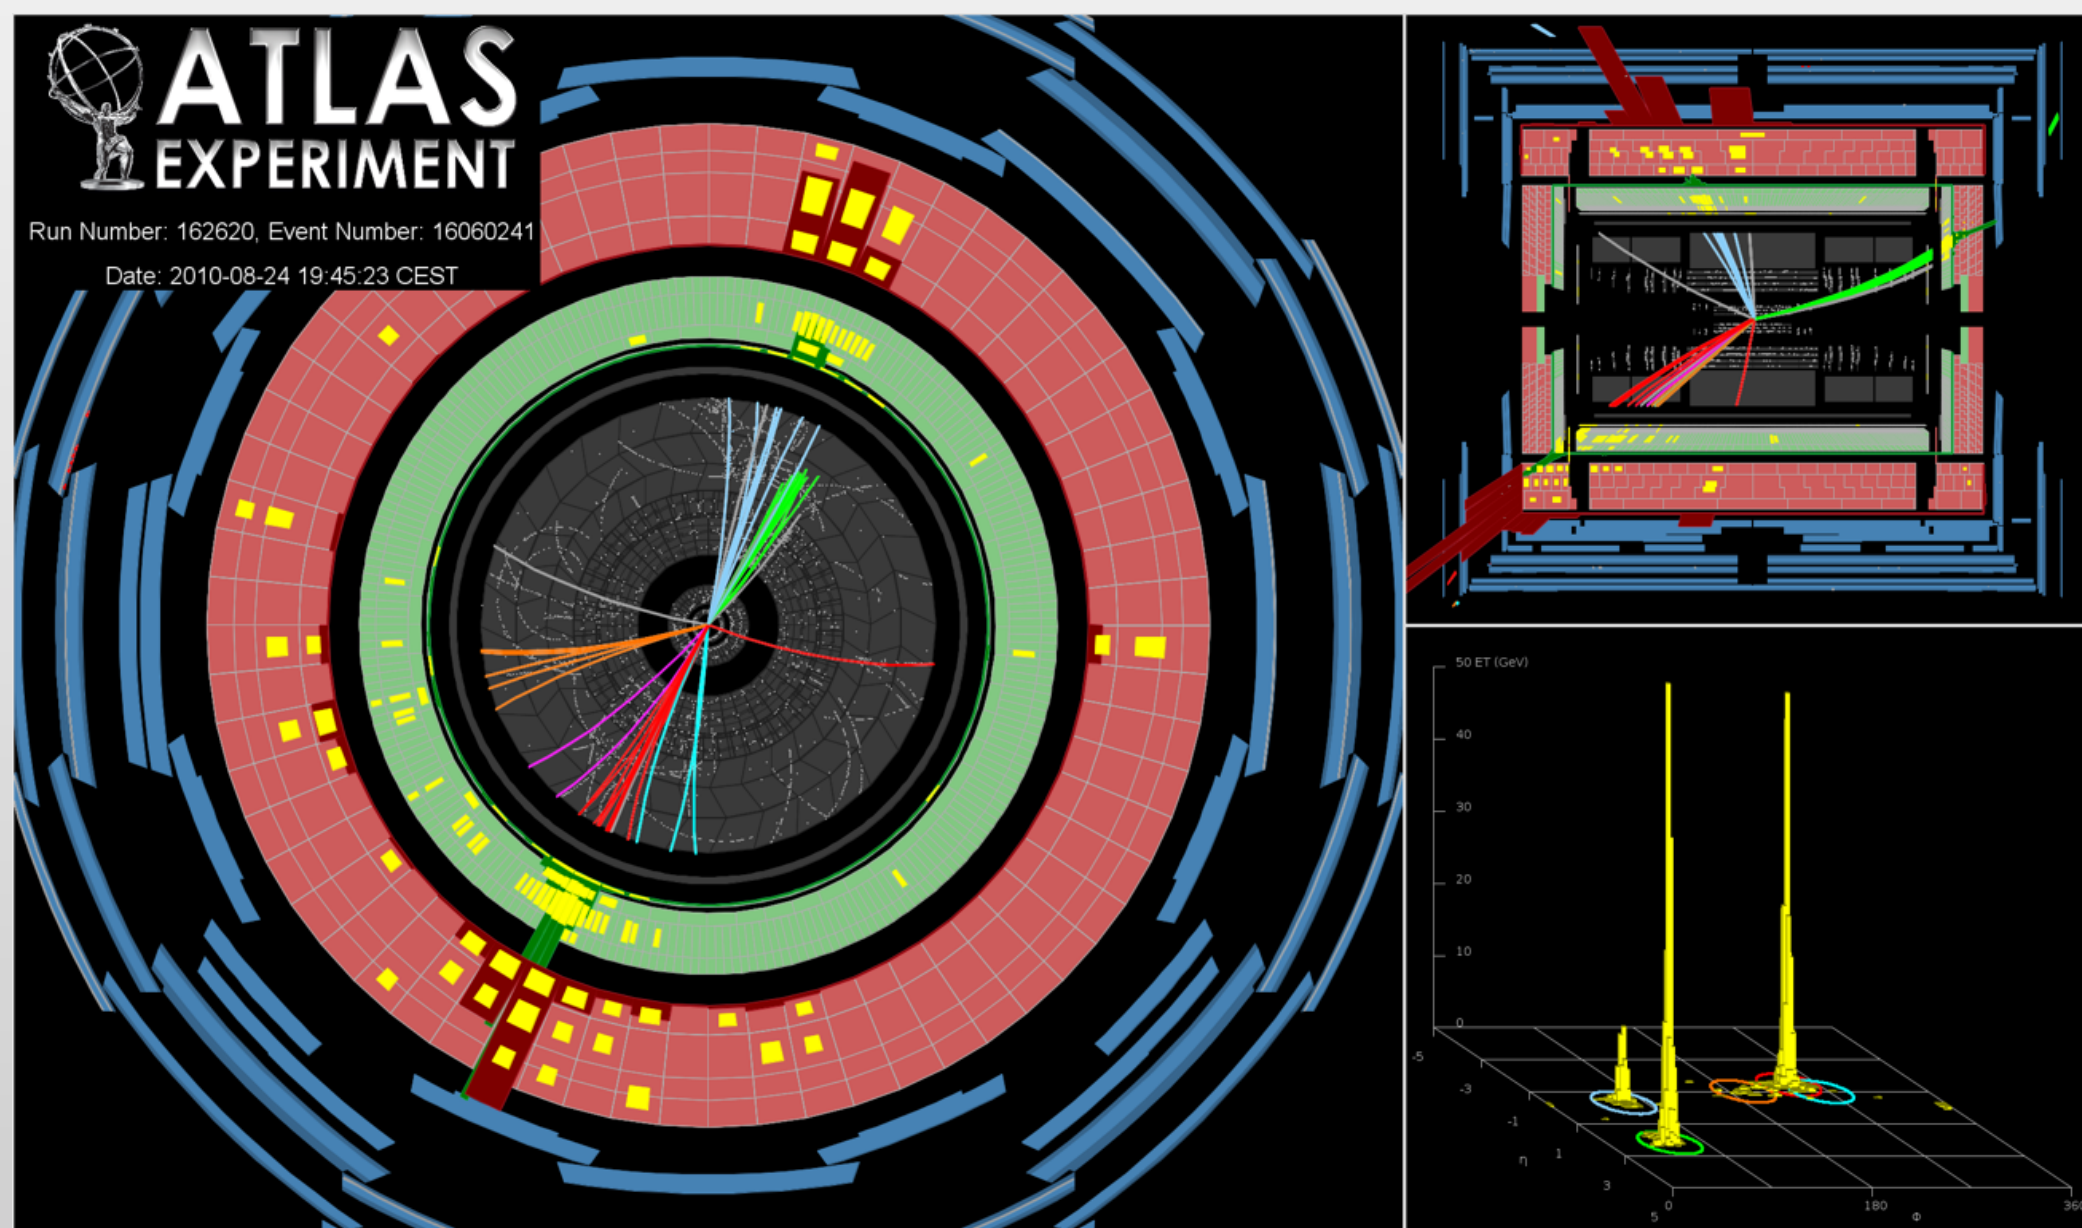 ATLAS
EXPERIMENT
Run Number: 162620, Event Number: 16060241
Date: 2010-08-24 19:45:23 CEST
50 ET (GeV)
40
30
20
10
0
-5
-3
-1
η 1
3
5 0 180 Φ 360